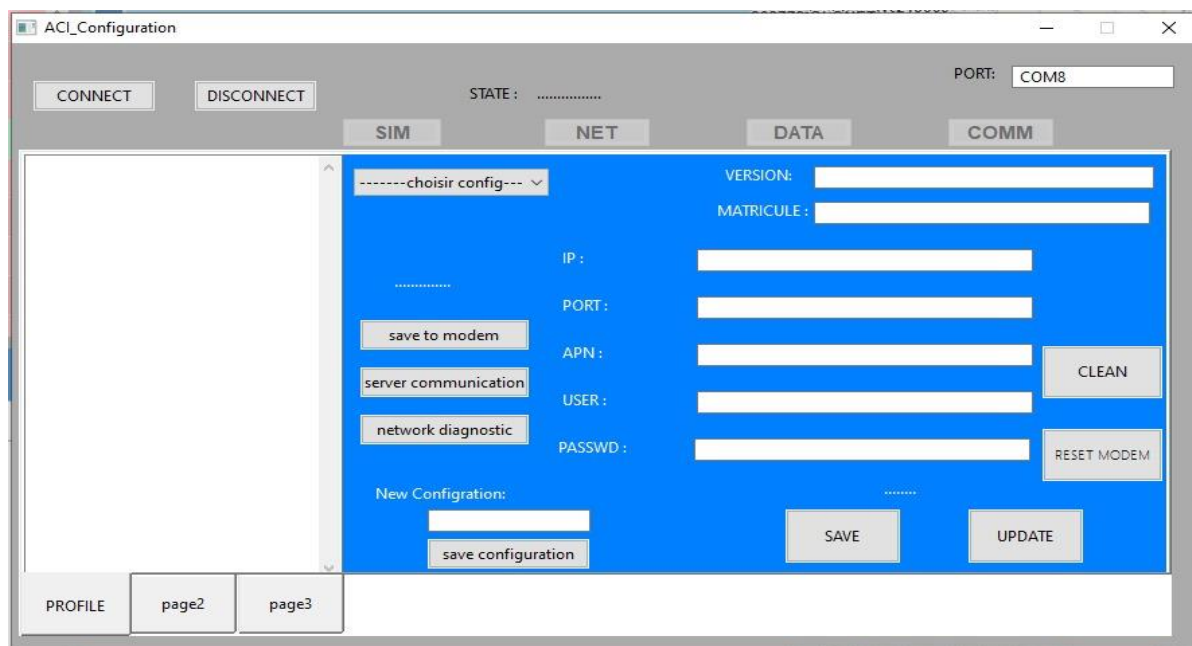 ACI_Configuration
PORT: COM8
CONNECT DISCONNECT STATE : ................
SIM NET DATA COMM
-------choisir config--- VERSION:
MATRICULE :
IP :
..............
PORT :
save to modem
APN :
CLEAN
server communication
USER :
network diagnostic
PASSWD :
RESET MODEM
New Configration:
........
save configuration
SAVE UPDATE
PROFILE page2 page3